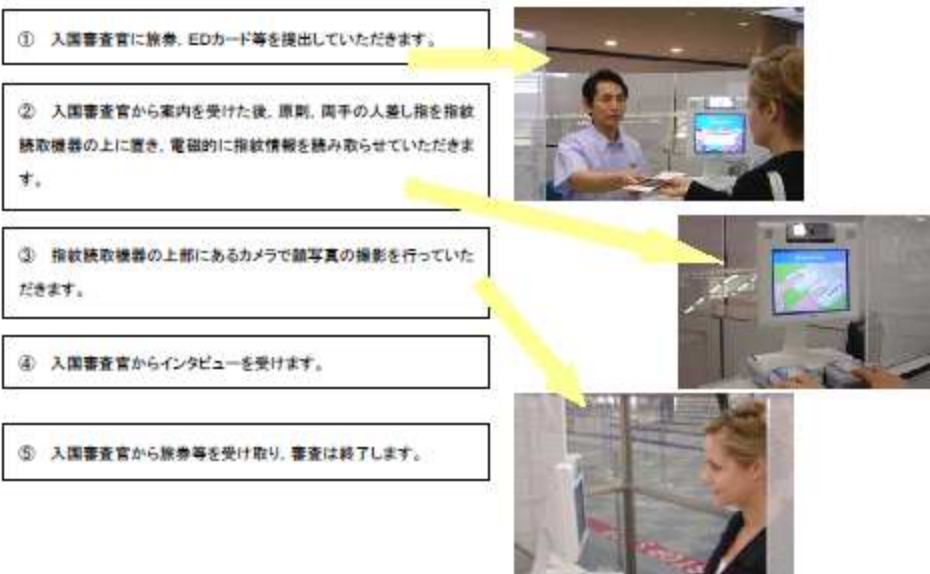 ① 入国審査官に旅券，EDカード等を提出していただきます。
② 入国審査官から案内を受けた後，原則，両手の人差し指を指紋
読取機器の上に置き，電磁的に指紋情報を読み取らせていただきま
す。
③ 指紋読取機器の上部にあるカメラで顔写真の撮影を行っていた
だきます。
④ 入国審査官からインタビューを受けます。
⑤ 入国審査官から旅券等を受け取り，審査は終了します。